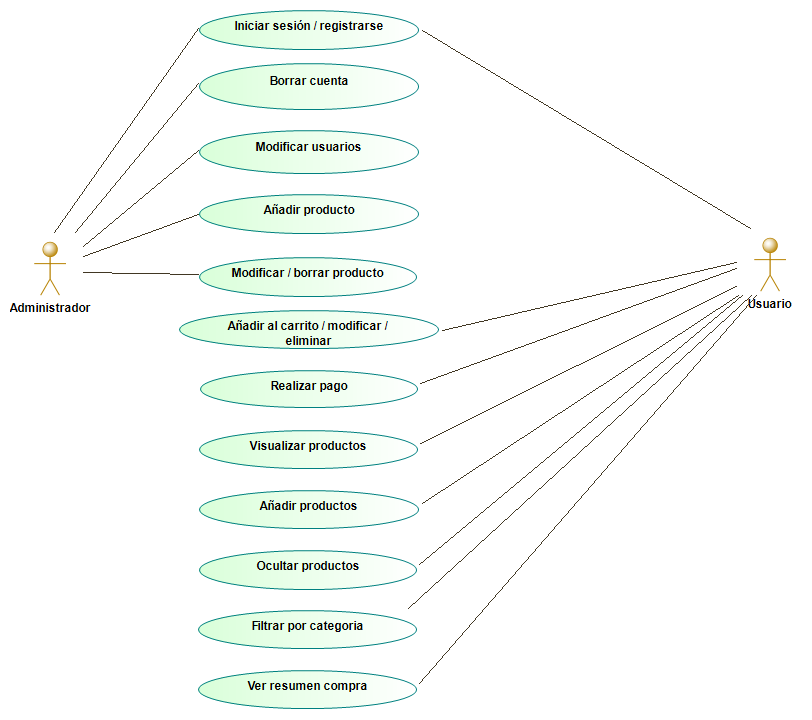 Iniciar sesión / registrarse
Borrar cuenta
Modificar usuarios
Añadir producto
Modificar / borrar producto
Administrador
Usuario
Añadir al carrito / modificar /
eliminar
Realizar pago
Visualizar productos
Añadir productos
Ocultar productos
Filtrar por categoria
Ver resumen compra